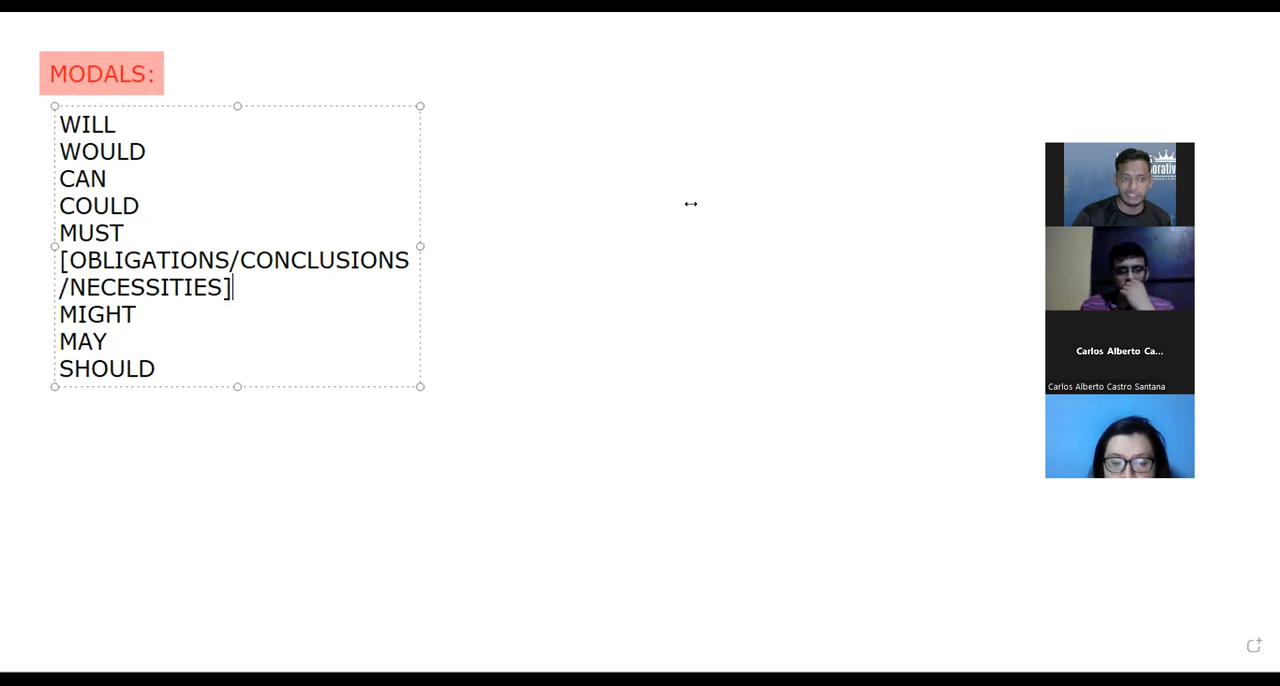 MODALS:
WILL
WOULD
CAN
COULD
MUST
[OBLIGATIONS/CONCLUSIONS
/NECESSITIES]
MIGHT
MAY
SHOULD
Carlos Alberto Ca...
Carlos Alberto Castro Santana